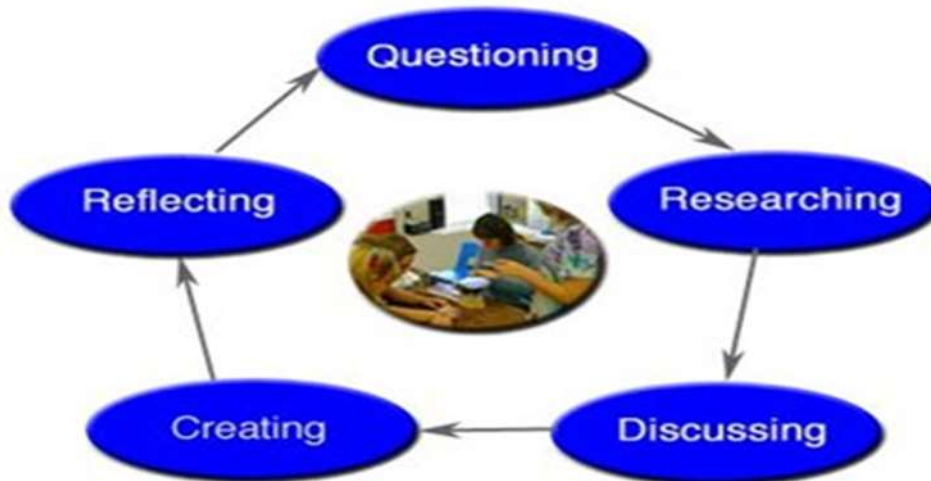 Questioning
Researching
Discussing
Creating
Reflecting